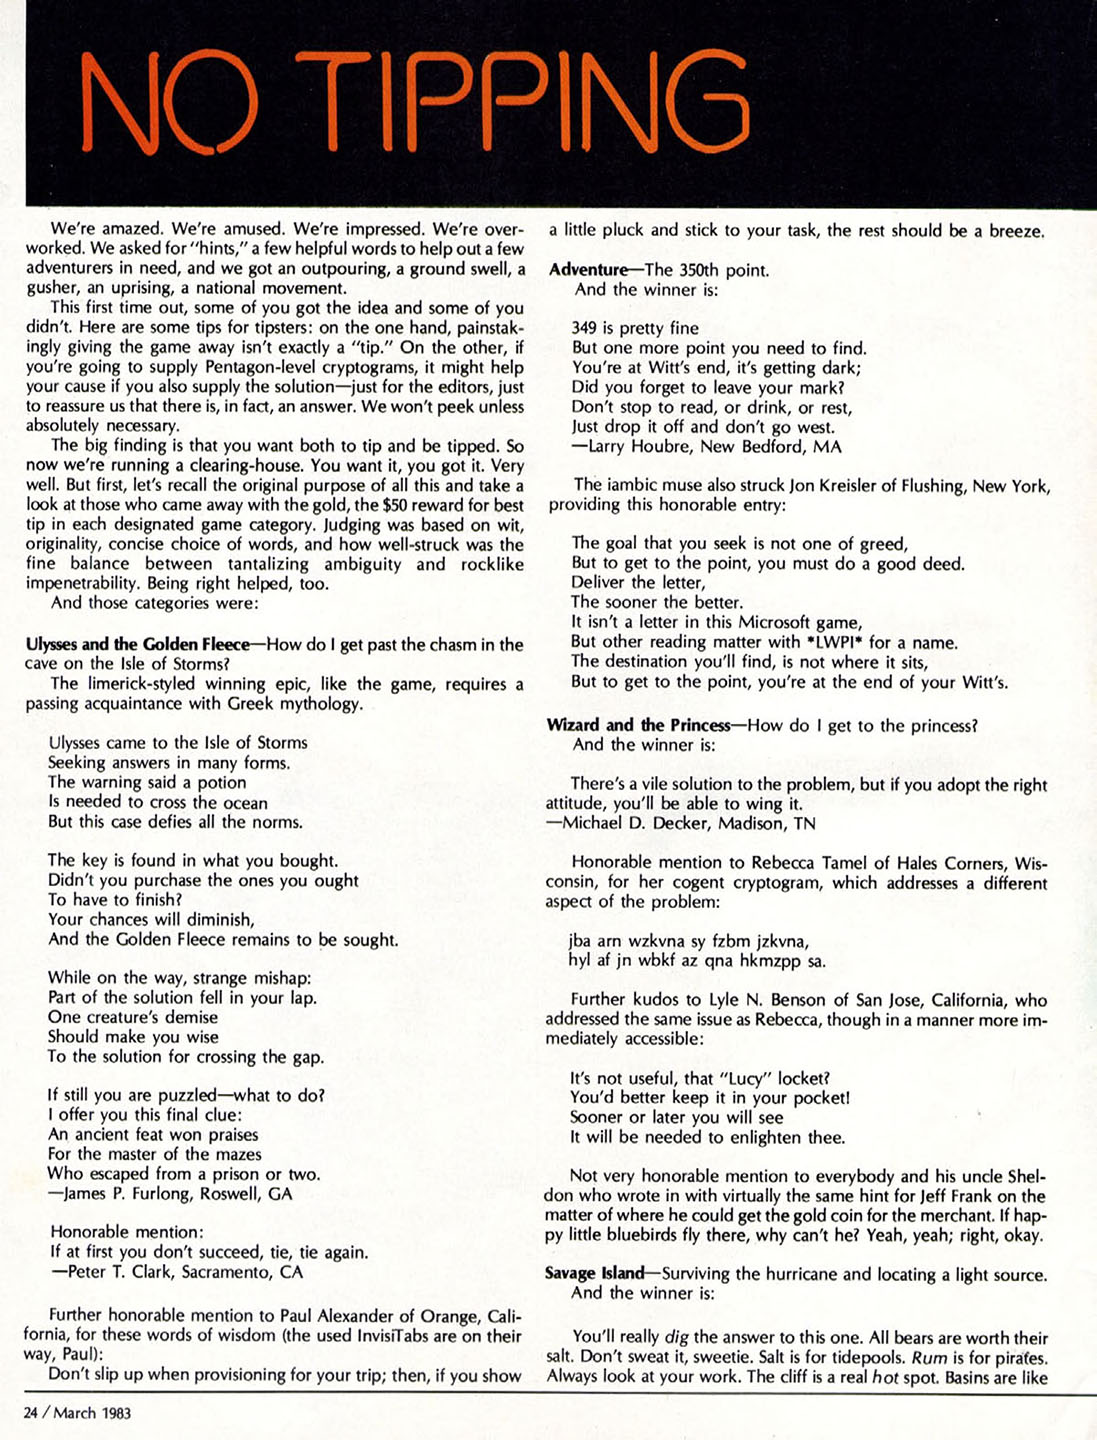 NO TIPPING
We're amazed. We're amused. We're impressed. We're over-
worked. We asked for "hints," a few helpful words to help out a few
adventurers in need, and we got an outpouring, a ground swell, a
gusher, an uprising, a national movement.
This first time out, some of you got the idea and some of you
didn't. Here are some tips for tipsters: on the one hand, painstak-
ingly giving the game away isn't exactly a "tip." On the other, if
you're going to supply Pentagon-level cryptograms, it might help
your cause if you also supply the solution—just for the editors, just
to reassure us that there is, in fact, an answer. We won't peek unless
absolutely necessary.
The big finding is that you want both to tip and be tipped. So
now we're running a clearing-house. You want it, you got it. Very
well. But first, let's recall the original purpose of all this and take a
look at those who came away with the gold, the $50 reward for best
tip in each designated game category. Judging was based on wit,
originality, concise choice of words, and how well-struck was the
fine balance between tantalizing ambiguity and rocklike
impenetrability. Being right helped, too.
And those categories were:
Ulysses and the Golden Fleece—How do I get past the chasm in the
cave on the Isle of Storms?
The limerick-styled winning epic, like the game, requires a
passing acquaintance with Greek mythology.
Ulysses came to the Isle of Storms
Seeking answers in many forms.
The warning said a potion
Is needed to cross the ocean
But this case defies all the norms.
The key is found in what you bought.
Didn't you purchase the ones you ought
To have to finish?
Your chances will diminish,
And the Golden Fleece remains to be sought.
While on the way, strange mishap:
Part of the solution fell in your lap.
One creature's demise
Should make you wise
To the solution for crossing the gap.
If still you are puzzled—what to do?
I offer you this final clue:
An ancient feat won praises
For the master of the mazes
Who escaped from a prison or two.
—James P. Furlong, Roswell, GA
Honorable mention:
If at first you don't succeed, tie, tie again.
—Peter T. Clark, Sacramento, CA
Further honorable mention to Paul Alexander of Orange, Cali-
fornia, for these words of wisdom (the used InvisiTabs are on their
way, Paul):
Don't slip up when provisioning for your trip; then, if you show
a little pluck and stick to your task, the rest should be a breeze.
Adventure—The 350th point.
And the winner is:
349 is pretty fine
But one more point you need to find.
You're at Witt's end, it's getting dark;
Did you forget to leave your mark?
Don't stop to read, or drink, or rest,
Just drop it off and don't go west.
—Larry Houbre, New Bedford, MA
The iambic muse also struck Jon Kreisler of Flushing, New York,
providing this honorable entry:
The goal that you seek is not one of greed,
But to get to the point, you must do a good deed.
Deliver the letter,
The sooner the better.
It isn't a letter in this Microsoft game,
But other reading matter with *LWPI* for a name.
The destination you'll find, is not where it sits,
But to get to the point, you're at the end of your Witt's.
Wizard and the Princess—How do I get to the princess?
And the winner is:
There's a vile solution to the problem, but if you adopt the right
attitude, you'll be able to wing it.
—Michael D. Decker, Madison, TN
Honorable mention to Rebecca Tamel of Hales Corners, Wis-
consin, for her cogent cryptogram, which addresses a different
aspect of the problem:
jba arn wzkvna sy fzbm jzkvna,
hyl af jn wbkf az qna hkmzpp sa.
Further kudos to Lyle N. Benson of San Jose, California, who
addressed the same issue as Rebecca, though in a manner more im-
mediately accessible:
It's not useful, that "Lucy" locket?
You'd better keep it in your pocket!
Sooner or later you will see
It will be needed to enlighten thee.
Not very honorable mention to everybody and his uncle Shel-
don who wrote in with virtually the same hint for Jeff Frank on the
matter of where he could get the gold coin for the merchant. If hap-
py little bluebirds fly there, why can't he? Yeah, yeah; right, okay.
Savage Island—Surviving the hurricane and locating a light source.
And the winner is:
You'll really dig the answer to this one. All bears are worth their
salt. Don't sweat it, sweetie. Salt is for tidepools. Rum is for pirates.
Always look at your work. The cliff is a real hot spot. Basins are like
24 / March 1983